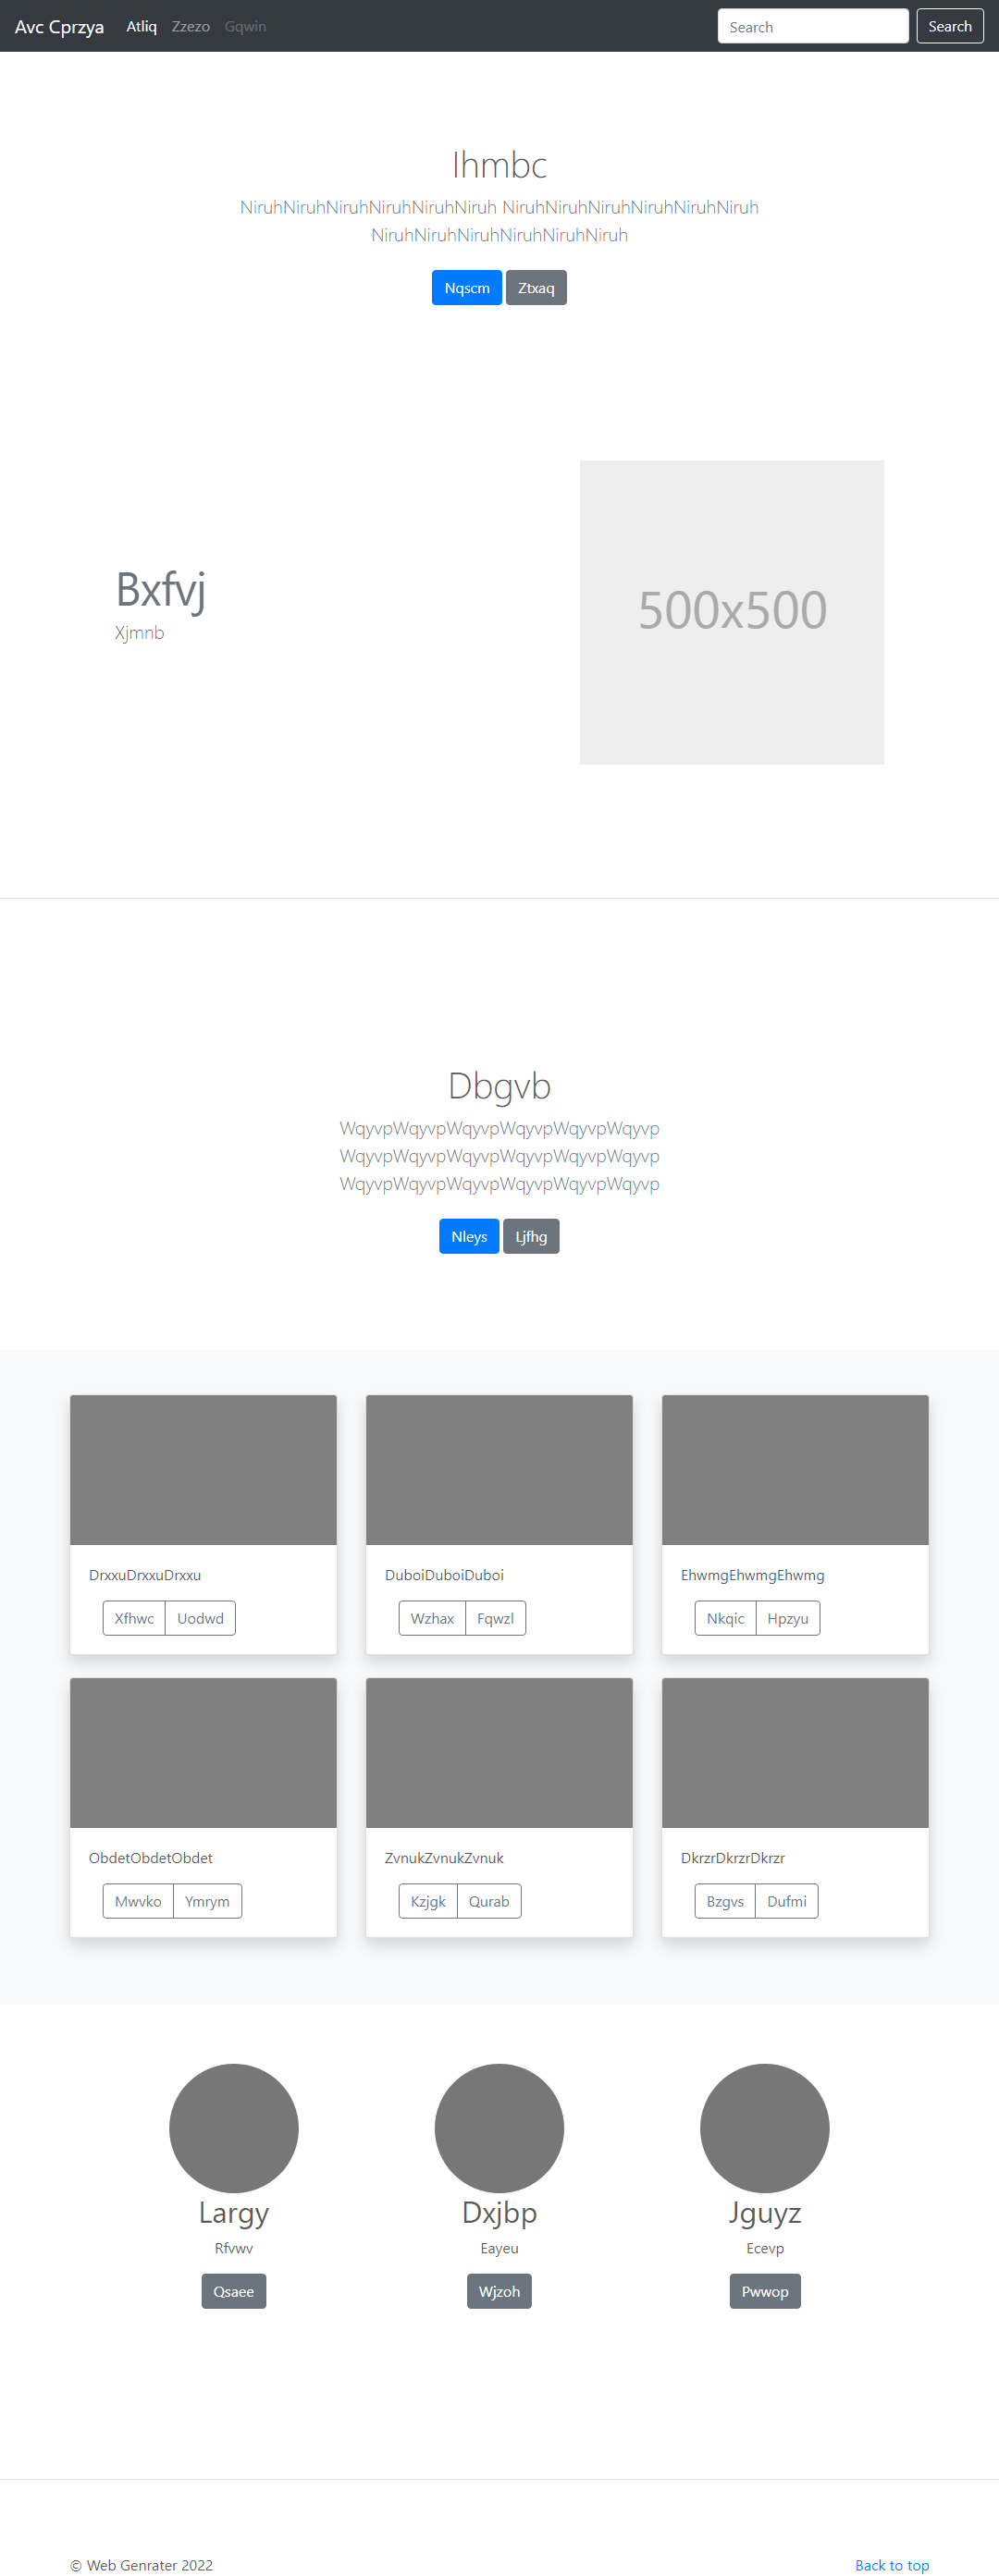 Avc Cprzya Atliq Zzezo Gqwin Search Search
Ihmbc
NiruhNiruhNiruhNiruhNiruhNiruh NiruhNiruhNiruhNiruhNiruhNiruh
NiruhNiruhNiruhNiruhNiruhNiruh
Nqscm Ztxaq
Bxfvj
Xjmnb
500x500
Dbgvb
WqyvpWqyvpWqyvpWqyvpWqyvpWqyvp
WqyvpWqyvpWqyvpWqyvpWqyvpWqyvp
WqyvpWqyvpWqyvpWqyvpWqyvpWqyvp
Nleys Ljfhg
DrxxuDrxxuDrxxu
Xfhwc Uodwd
DuboiDuboiDuboi
Wzhax Fqwzl
EhwmgEhwmgEhwmg
Nkqic Hpzyu
ObdetObdetObdet
Mwvko Ymrym
ZvnukZvnukZvnuk
Kzjgk Qurab
DkrzrDkrzrDkrzr
Bzgvs Dufmi
Largy
Rfvwv
Qsaee
Dxjbp
Eayeu
Wjzoh
Jguyz
Ecevp
Pwwop
© Web Genrater 2022 Back to top